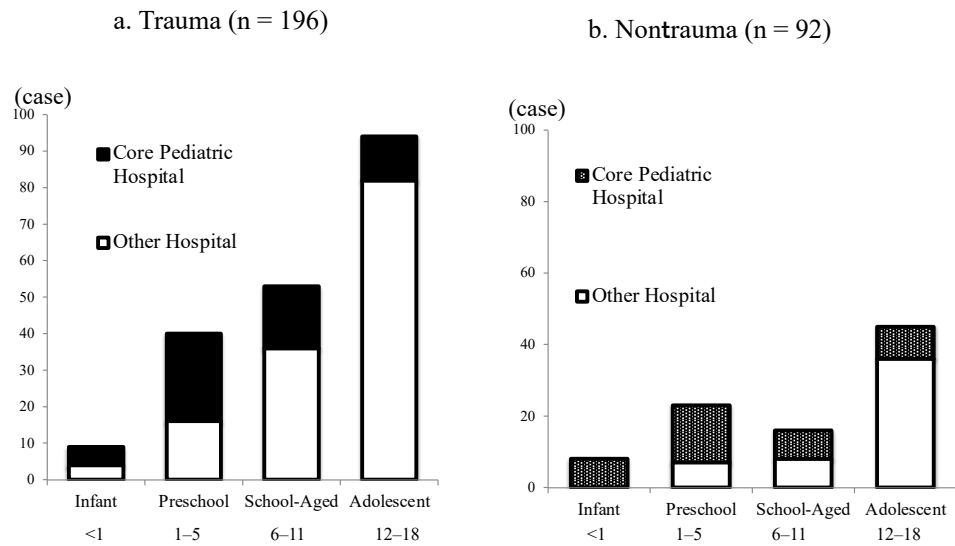 a. Trauma (n = 196)
(case)
100
90
80
70
60
50
40
30
20
10
0
Core Pediatric
Hospital
Other Hospital
Infant Preschool School-Aged Adolescent
<1 1–5 6–11 12–18
b. Nontrauma (n = 92)
(case)
100
80
60
40
20
0
Core Pediatric
Hospital
Other Hospital
Infant Preschool School-Aged Adolescent
<1 1–5 6–11 12–18